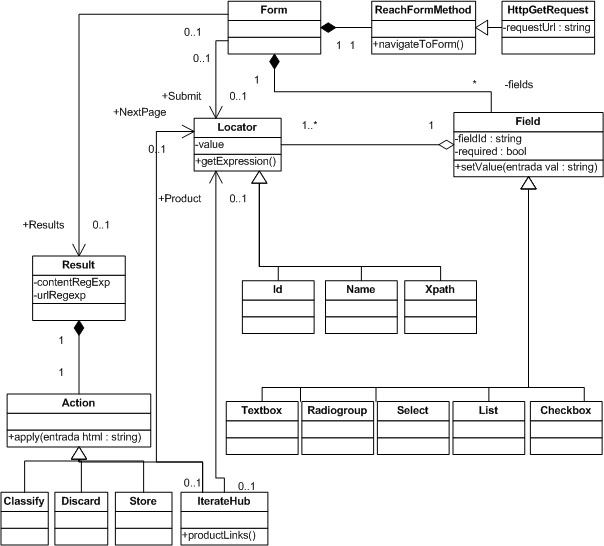 Form
ReachFormMethod
HttpGetRequest
-requestUrl : string
0..1
1
1
+navigateToForm()
0..1
1
*
-fields
+Submit
0..1
+NextPage
Locator
1..*
1
Field
-value
-fieldId : string
-required : bool
0..1
+getExpression()
+setValue(entrada val : string)
+Product
0..1
+Results
0..1
Result
-contentRegExp
-urlRegexp
Id
Name
Xpath
1
1
Action
Textbox
Radiogroup
Select
List
Checkbox
+apply(entrada html : string)
0..1
0..1
Classify
Discard
Store
IterateHub
+productLinks()